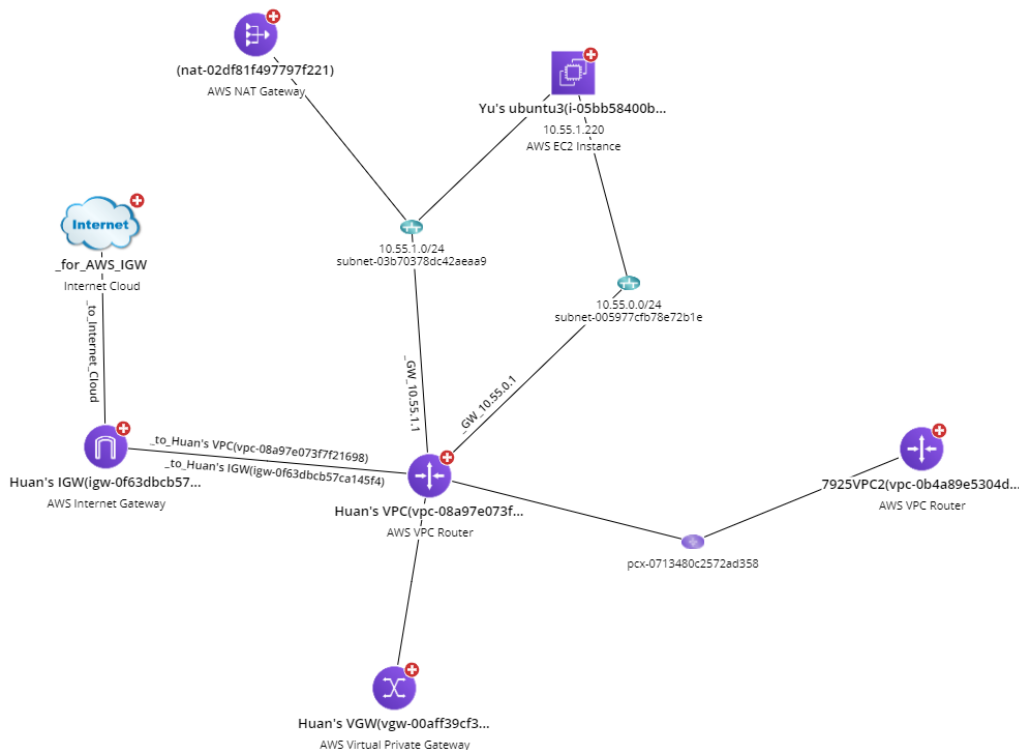 (nat-02df81f497797f221)
AWS NAT Gateway
Yu's ubuntu3(i-05bb58400b...
10.55.1.220
AWS EC2 Instance
Internet
_for_AWS_IGW
Internet Cloud
10.55.1.0/24
subnet-03b70378dc42aeaa9
10.55.0.0/24
subnet-005977cfb78e72b1e
_to_Internet_Cloud
_GW_10.55.1.1
_GW_10.55.0.1
_to_Huan's VPC(vpc-08a97e073f7f21698)
_to_Huan's IGW(igw-0f63dbcb57ca145f4)
Huan's IGW(igw-0f63dbcb57...
AWS Internet Gateway
Huan's VPC(vpc-08a97e073f...
AWS VPC Router
7925VPC2(vpc-0b4a89e5304d...
AWS VPC Router
pcx-0713480c2572ad358
Huan's VGW(vgw-00aff39cf3...
AWS Virtual Private Gateway